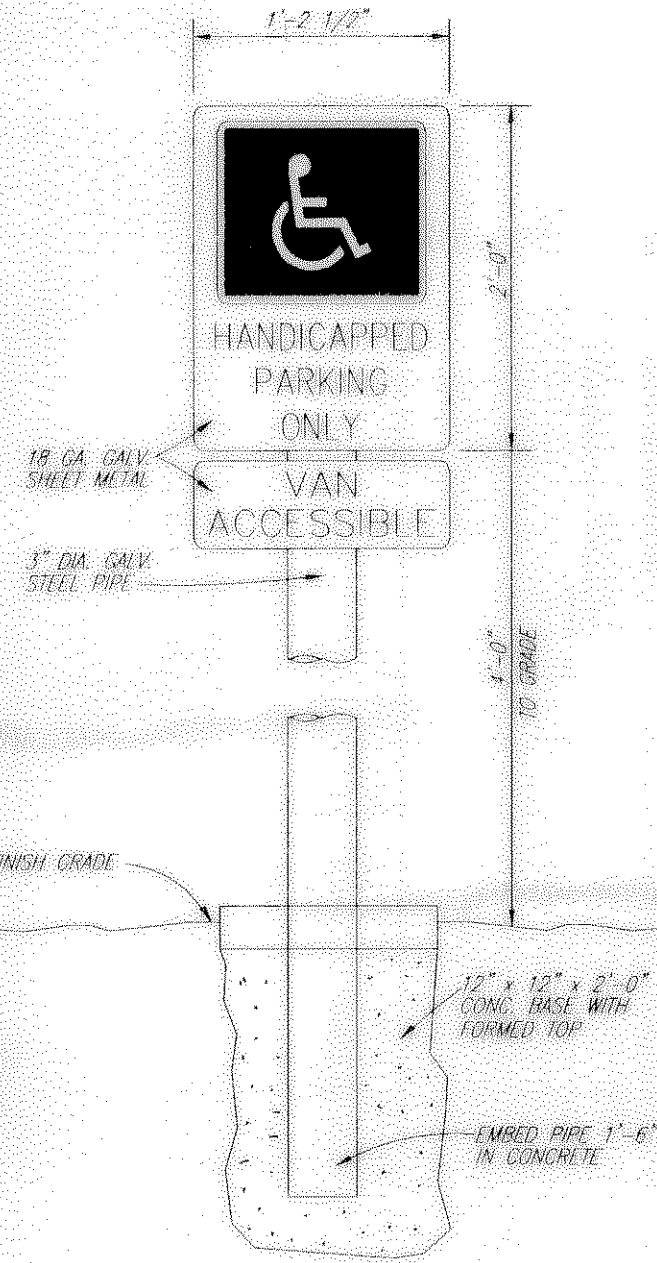 1'-2 1/2"
2'-0"
HANDICAPPED
PARKING
ONLY
18 GA. GALV.
SHEET METAL
VAN
ACCESSIBLE
3" DIA. GALV.
STEEL PIPE
4'-0"
TO GRADE
INISH GRADE
12" x 12" x 2'-0"
CONC. BASE WITH
FORMED TOP
EMBED PIPE 1'-6"
IN CONCRETE